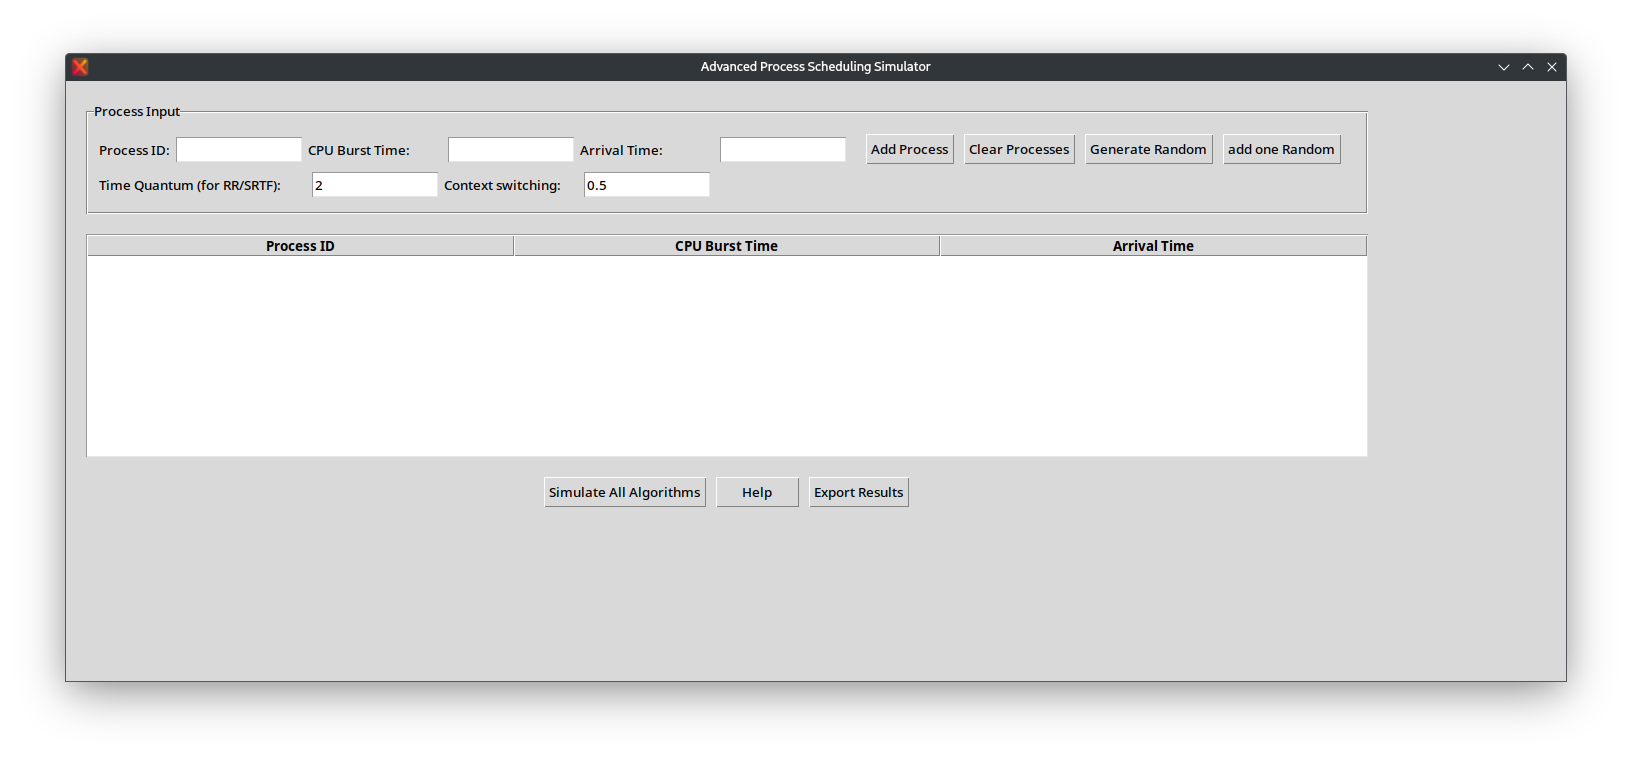 Advanced Process Scheduling Simulator
Process Input
Process ID: CPU Burst Time: Arrival Time: Add Process Clear Processes Generate Random add one Random
Time Quantum (for RR/SRTF): 2 Context switching: 0.5
Process ID CPU Burst Time Arrival Time
Simulate All Algorithms Help Export Results